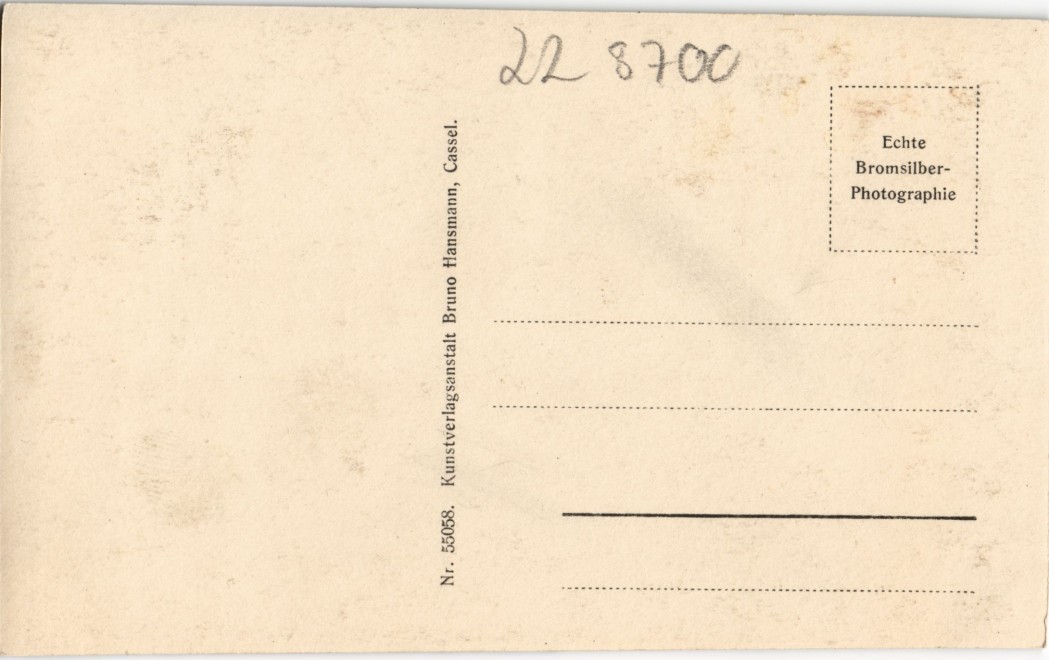 22 8700
Echte
Bromsilber-
Photographie
Nr. 55058. Kunstverlagsanstalt Bruno Hansmann, Cassel.